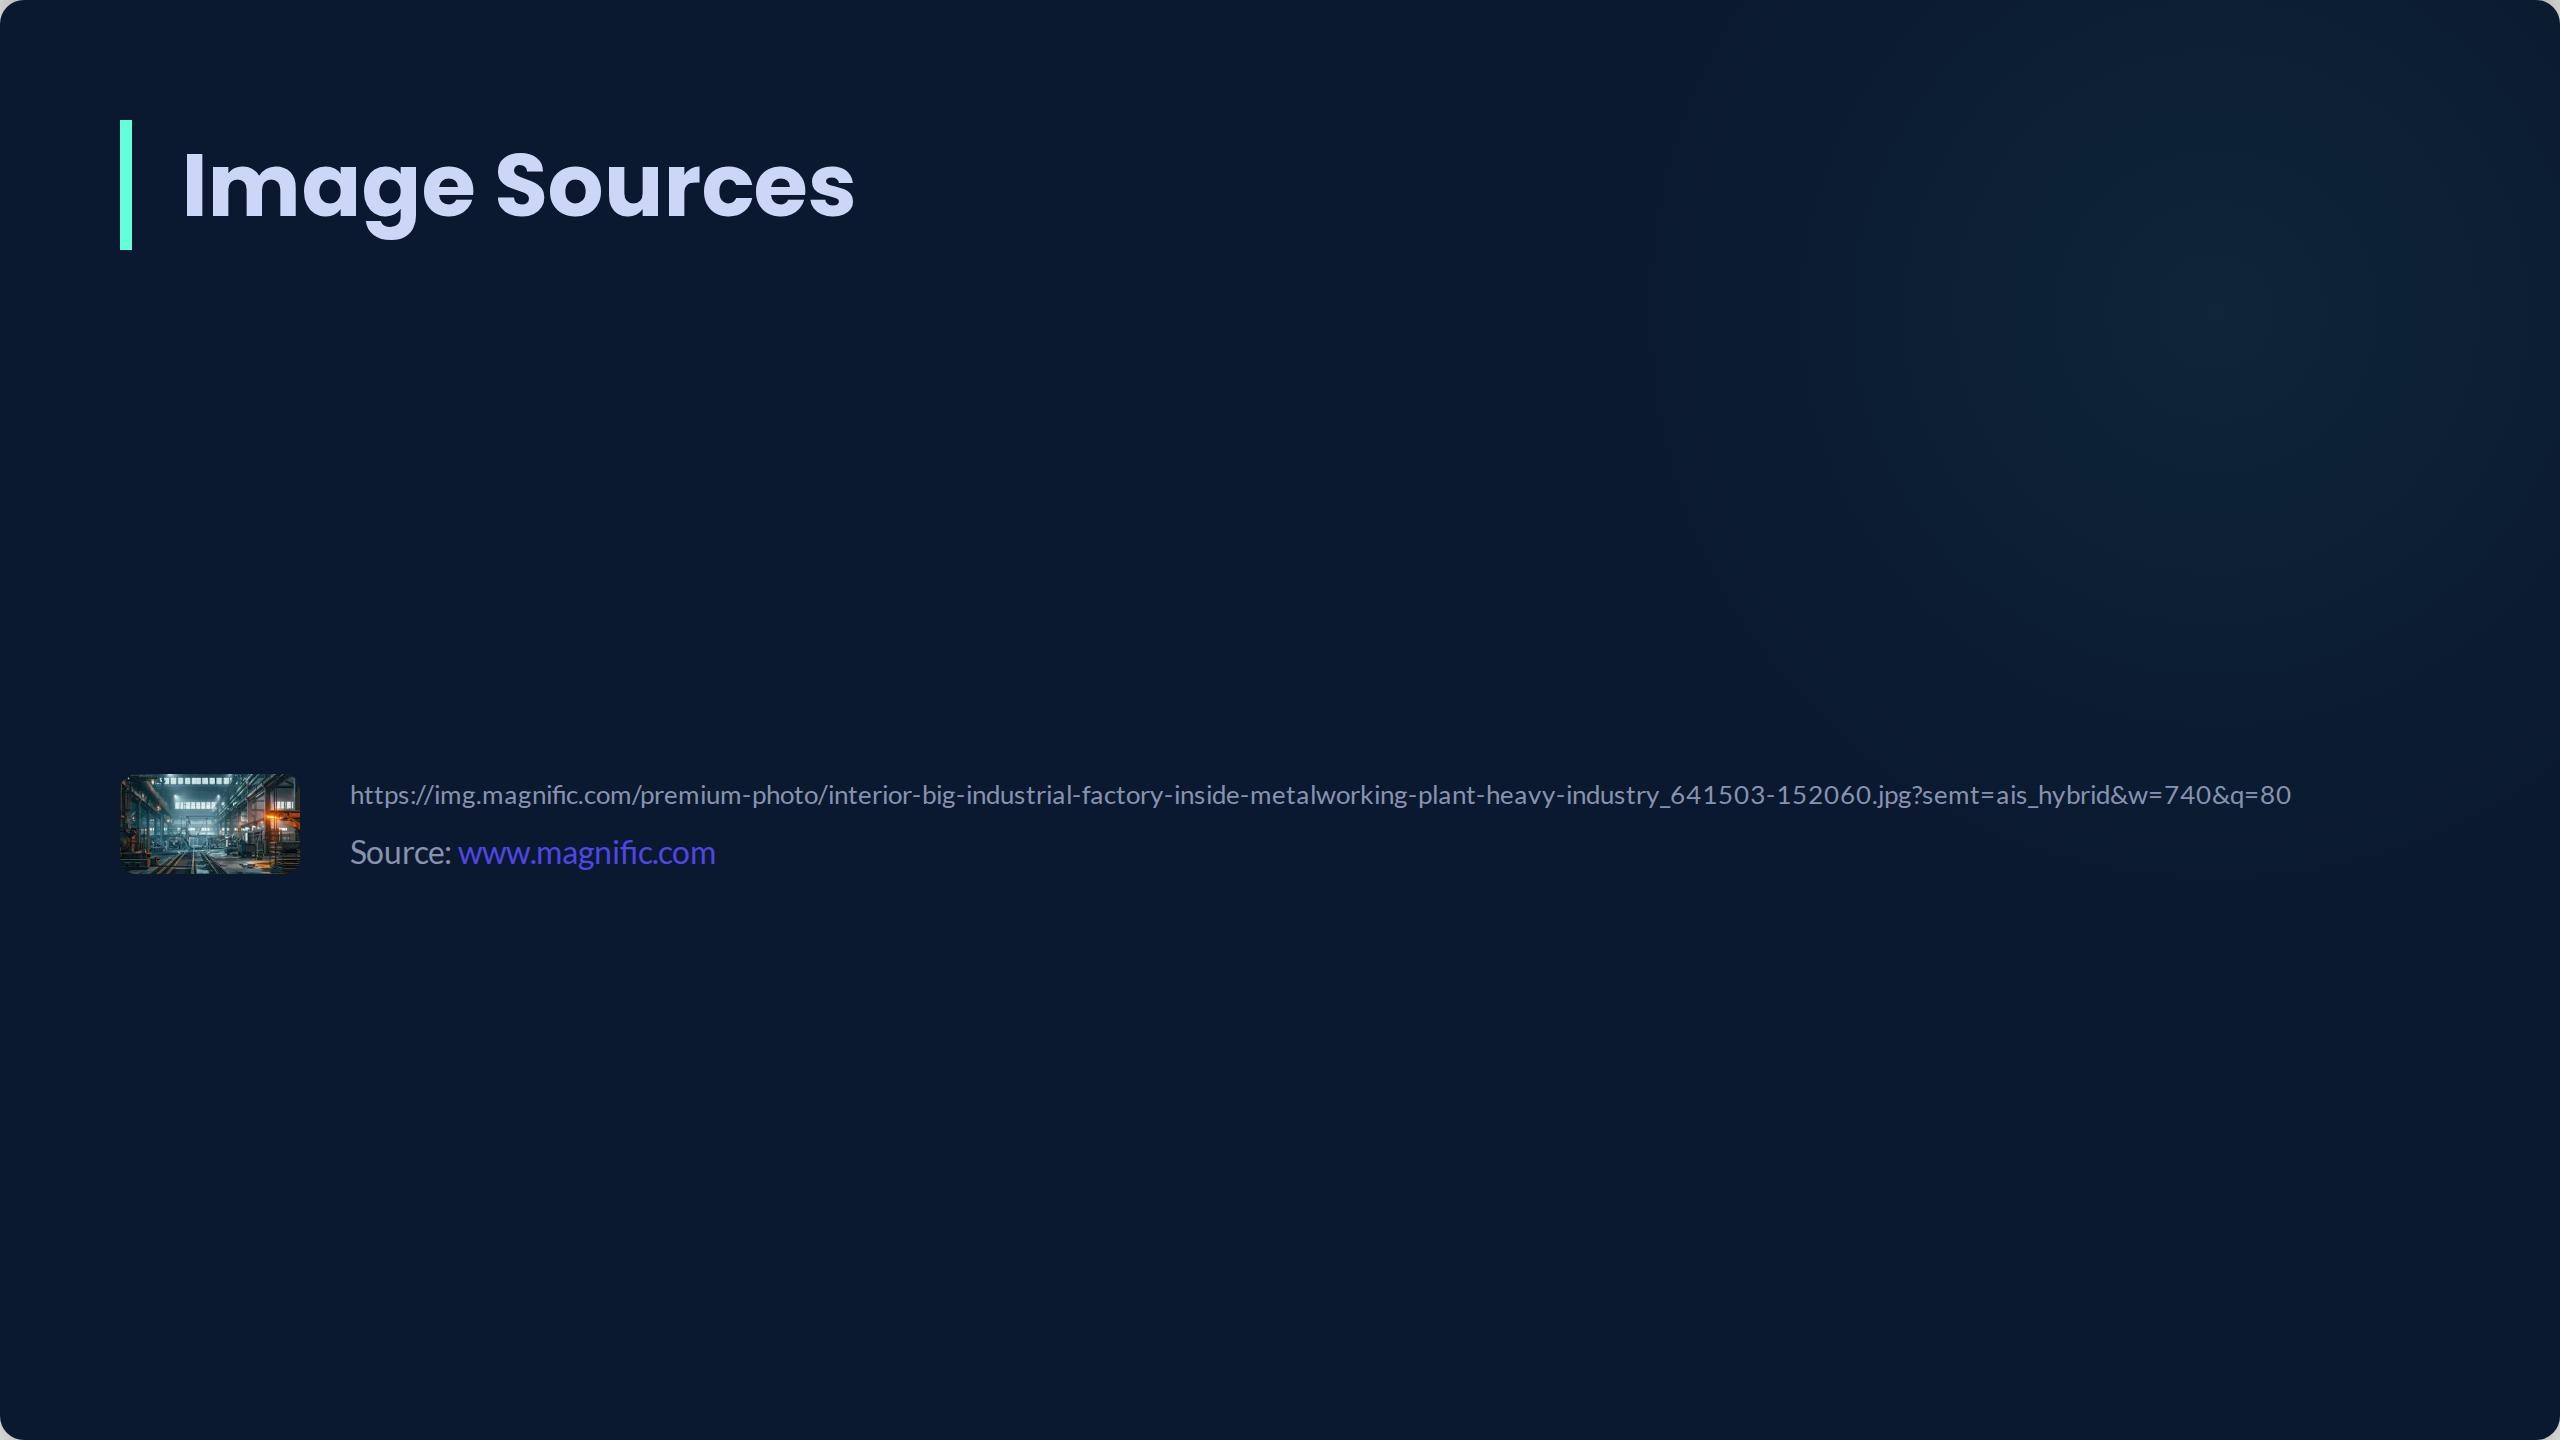 Image Sources
https://img.magnific.com/premium-photo/interior-big-industrial-factory-inside-metalworking-plant-heavy-industry_641503-152060.jpg?semt=ais_hybrid&w=740&q=80
Source: www.magnific.com